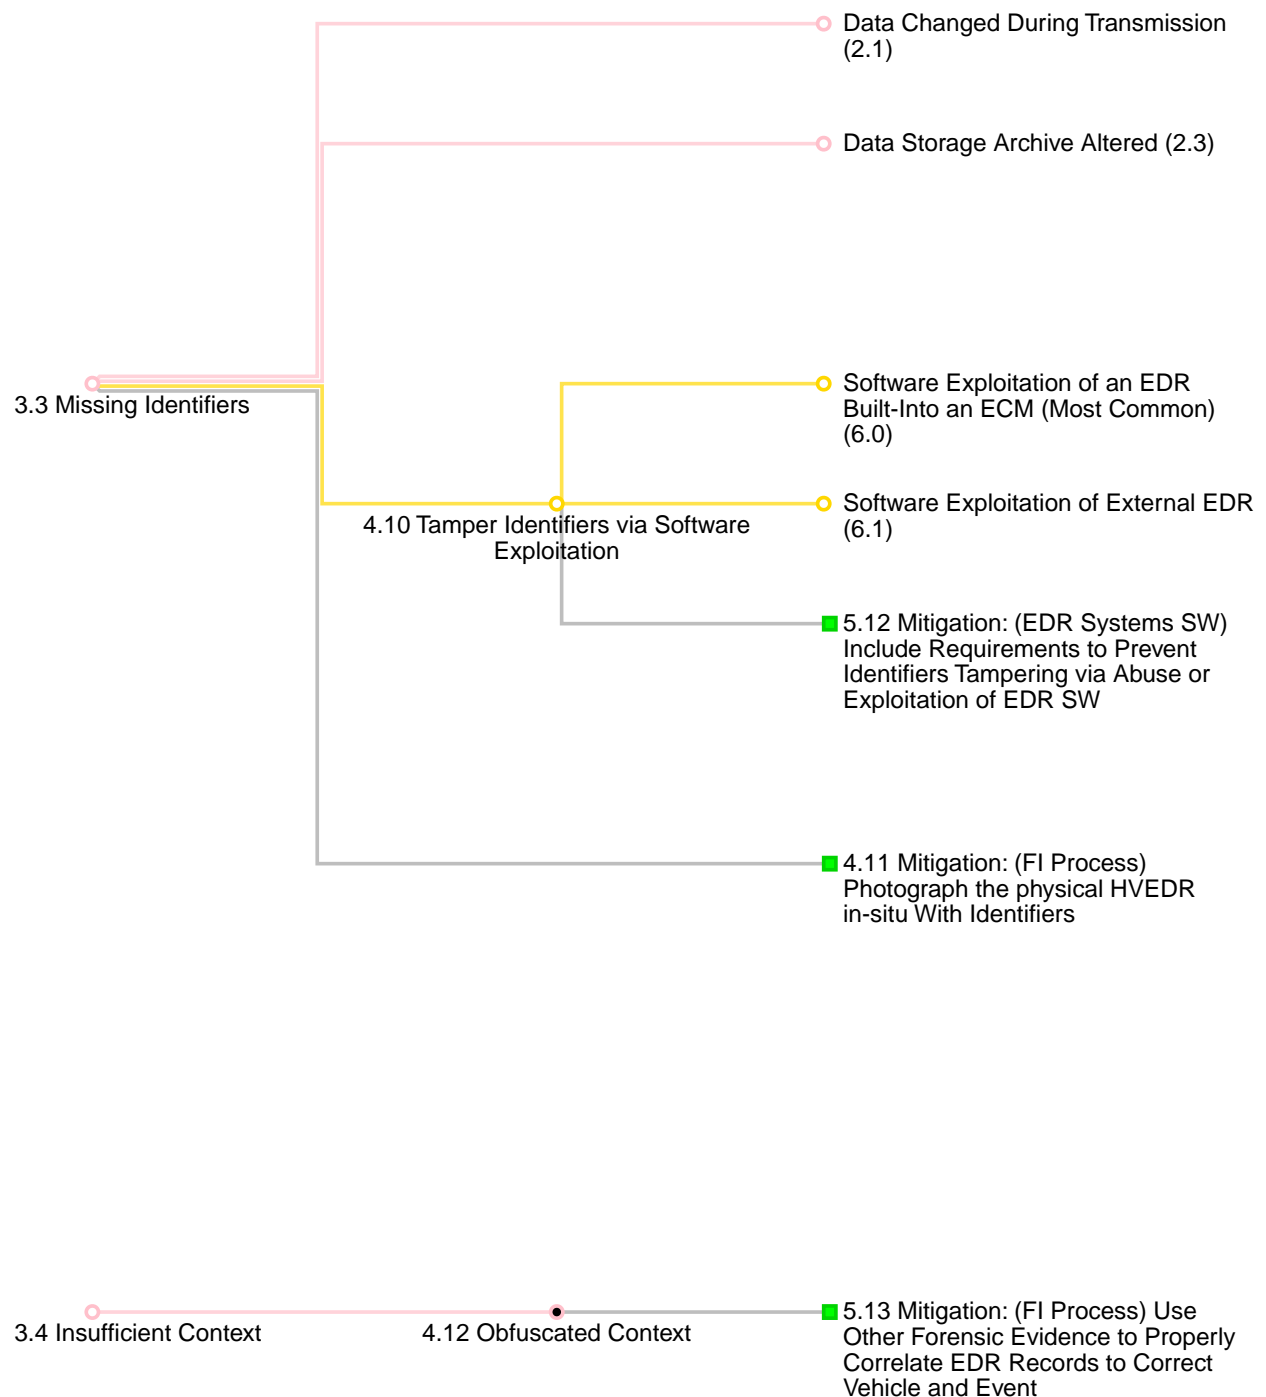 Data Changed During Transmission
(2.1)
Data Storage Archive Altered (2.3)
3.3 Missing Identifiers
Software Exploitation of an EDR
Built-Into an ECM (Most Common)
(6.0)
4.10 Tamper Identifiers via Software
Exploitation
Software Exploitation of External EDR
(6.1)
5.12 Mitigation: (EDR Systems SW)
Include Requirements to Prevent
Identifiers Tampering via Abuse or
Exploitation of EDR SW
4.11 Mitigation: (FI Process)
Photograph the physical HVEDR
in-situ With Identifiers
3.4 Insufficient Context
4.12 Obfuscated Context
5.13 Mitigation: (FI Process) Use
Other Forensic Evidence to Properly
Correlate EDR Records to Correct
Vehicle and Event